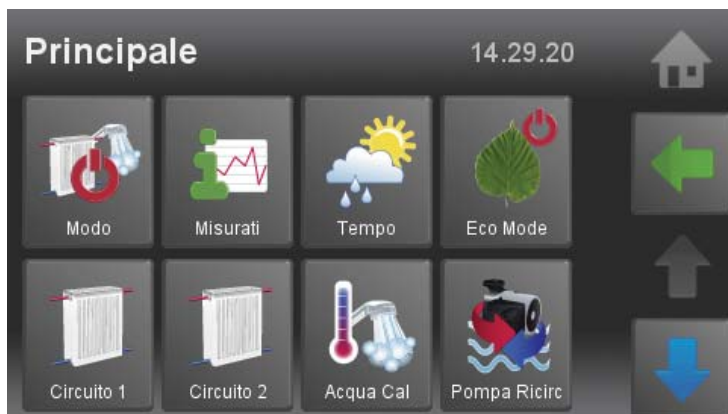 Principale 14.29.20
Modo Misurati Tempo Eco Mode
Circuito 1 Circuito 2 Acqua Cal Pompa Ricirc